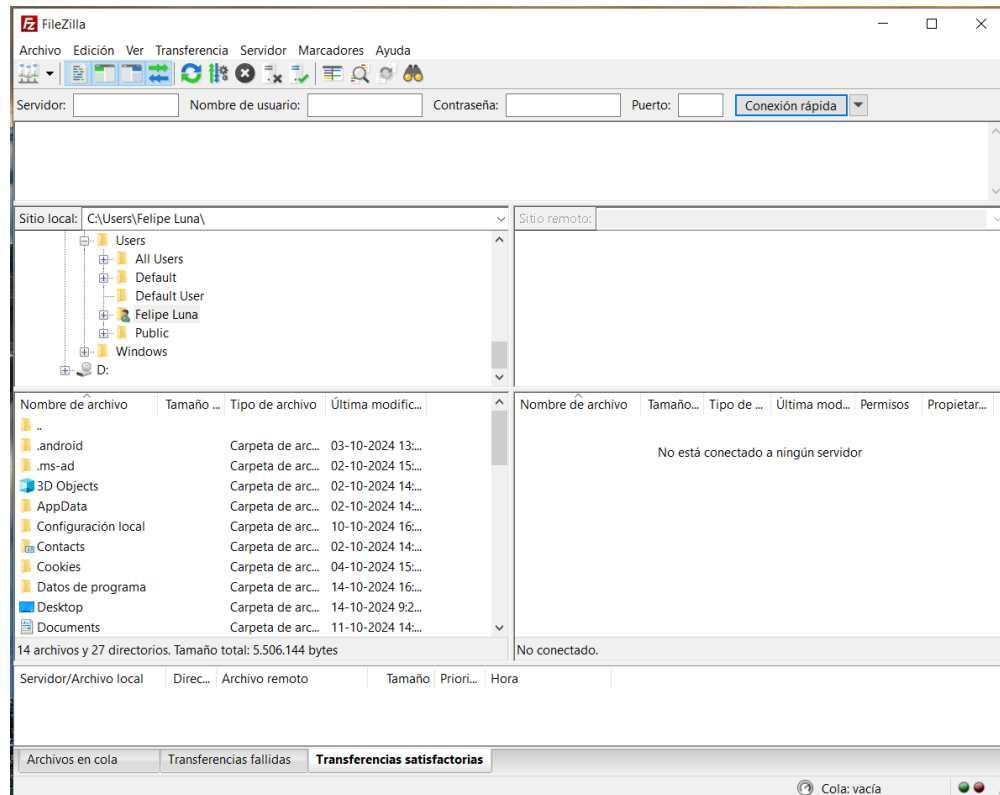 FileZilla
Archivo Edición Ver Transferencia Servidor Marcadores Ayuda
Servidor: Nombre de usuario: Contraseña: Puerto: Conexión rápida
Sitio local: C:\Users\Felipe Luna\
Sitio remoto:
Users
All Users
Default
Default User
Felipe Luna
Public
Windows
D:
Nombre de archivo Tamaño ... Tipo de archivo Última modific...
..
.android Carpeta de arc... 03-10-2024 13:...
.ms-ad Carpeta de arc... 02-10-2024 15:...
3D Objects Carpeta de arc... 02-10-2024 14:...
AppData Carpeta de arc... 02-10-2024 14:...
Configuración local Carpeta de arc... 10-10-2024 16:...
Contacts Carpeta de arc... 02-10-2024 14:...
Cookies Carpeta de arc... 04-10-2024 15:...
Datos de programa Carpeta de arc... 14-10-2024 16:...
Desktop Carpeta de arc... 14-10-2024 9:2...
Documents Carpeta de arc... 11-10-2024 14:...
14 archivos y 27 directorios. Tamaño total: 5.506.144 bytes
Nombre de archivo Tamaño... Tipo de ... Última mod... Permisos Propietar...
No está conectado a ningún servidor
No conectado.
Servidor/Archivo local Direc... Archivo remoto Tamaño Priori... Hora
Archivos en cola Transferencias fallidas Transferencias satisfactorias
Cola: vacía